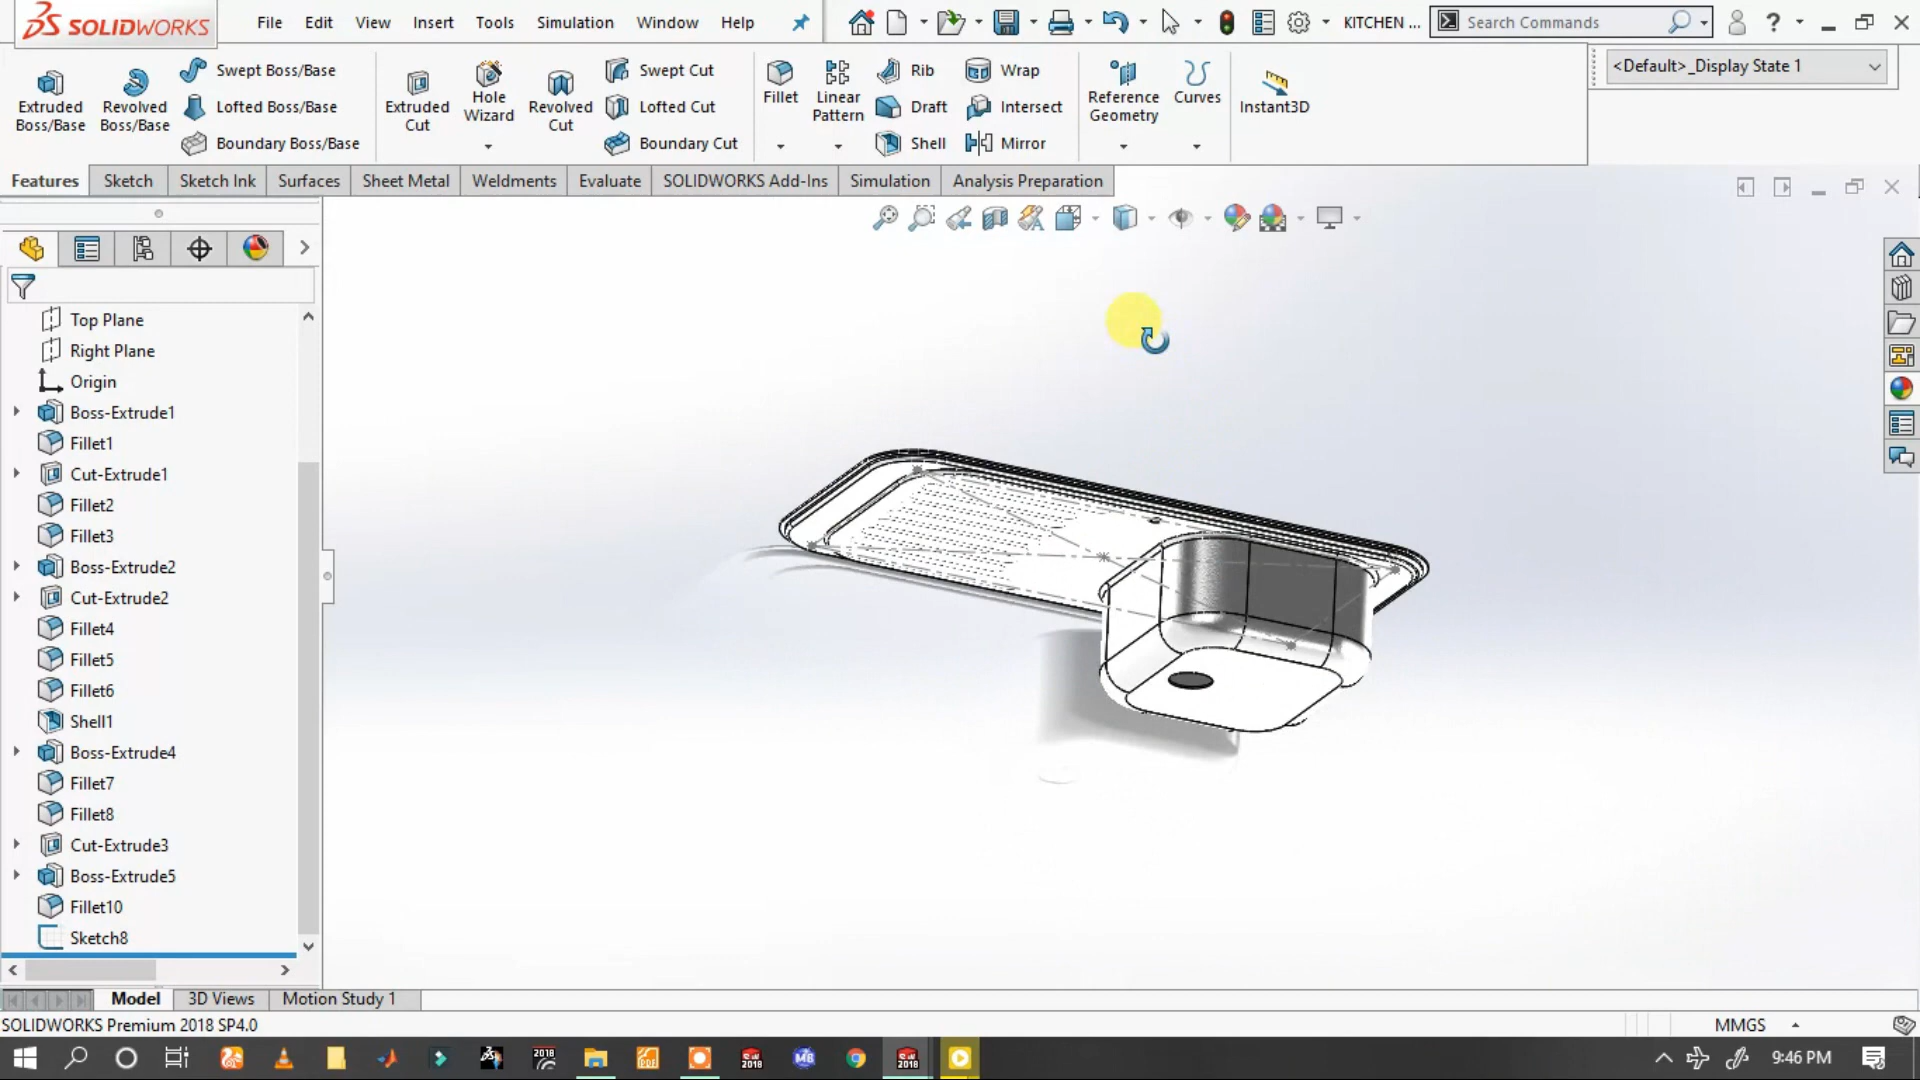 SOLIDWORKS
File Edit View Insert Tools Simulation Window Help
KITCHEN ...
Search Commands
Extruded Boss/Base
Revolved Boss/Base
Swept Boss/Base
Lofted Boss/Base
Boundary Boss/Base
Extruded Cut
Hole Wizard
Revolved Cut
Swept Cut
Lofted Cut
Boundary Cut
Fillet
Linear Pattern
Rib
Draft
Shell
Wrap
Intersect
Mirror
Reference Geometry
Curves
Instant3D
<Default>_Display State 1
Features Sketch Sketch Ink Surfaces Sheet Metal Weldments Evaluate SOLIDWORKS Add-Ins Simulation Analysis Preparation
Top Plane
Right Plane
Origin
Boss-Extrude1
Fillet1
Cut-Extrude1
Fillet2
Fillet3
Boss-Extrude2
Cut-Extrude2
Fillet4
Fillet5
Fillet6
Shell1
Boss-Extrude4
Fillet7
Fillet8
Cut-Extrude3
Boss-Extrude5
Fillet10
Sketch8
Model 3D Views Motion Study 1
SOLIDWORKS Premium 2018 SP4.0
MMGS
9:46 PM